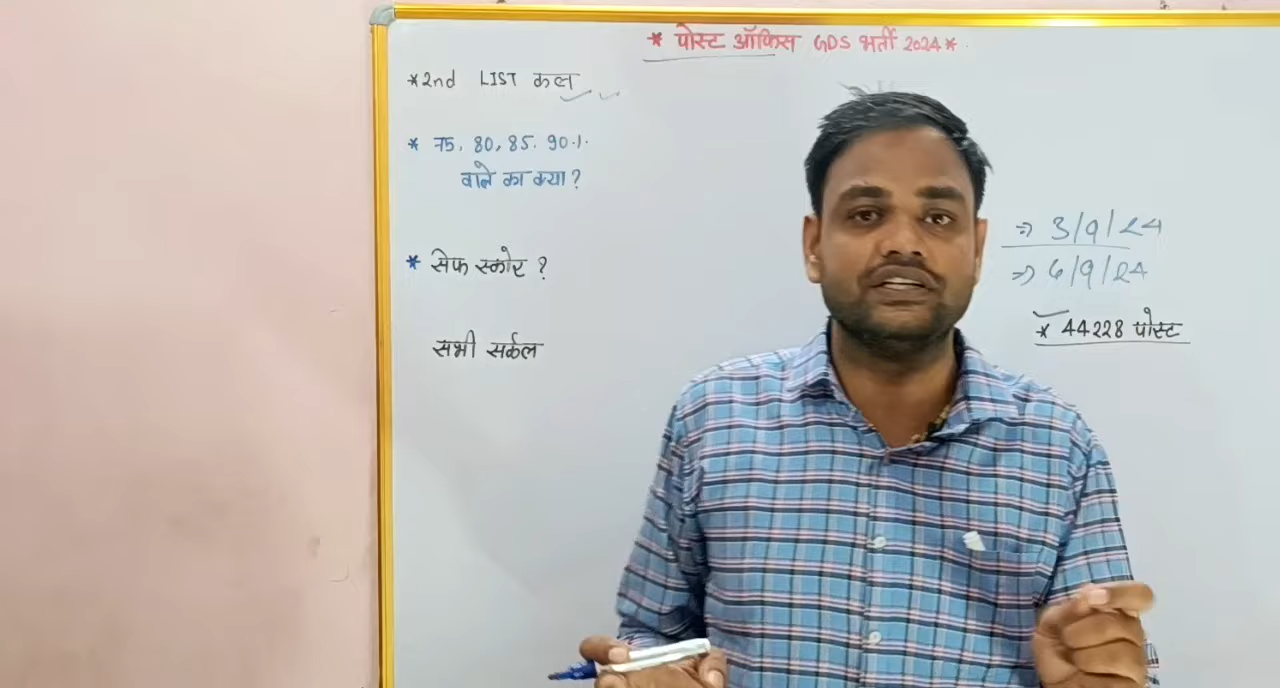 * पोस्ट ऑफिस GDS भर्ती 2024 *
* 2nd LIST कल
* 75, 80, 85. 90%.
वाले का क्या ?
* सेफ स्कोर ?
सभी सर्कल
⇒ 3/9/24
⇒ 6/9/24
* 44228 पोस्ट